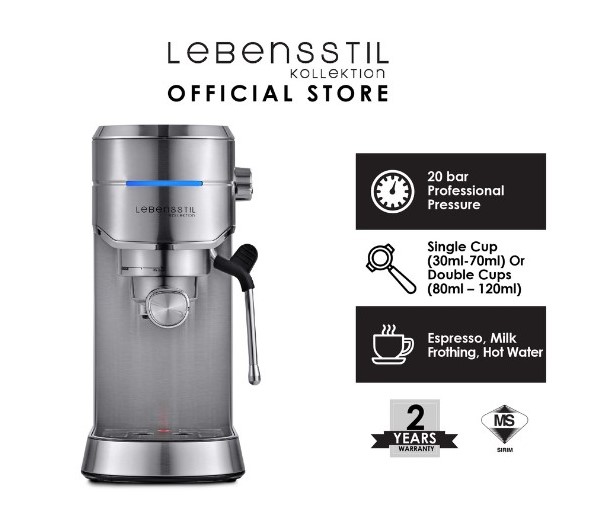 LeBensstil
KOLLEKTION
OFFICIAL STORE
LeBensstil
KOLLEKTION
20 bar
Professional
Pressure
Single Cup
(30ml-70ml) Or
Double Cups
(80ml – 120ml)
Espresso, Milk
Frothing, Hot Water
2
YEARS
WARRANTY
MS
SIRIM